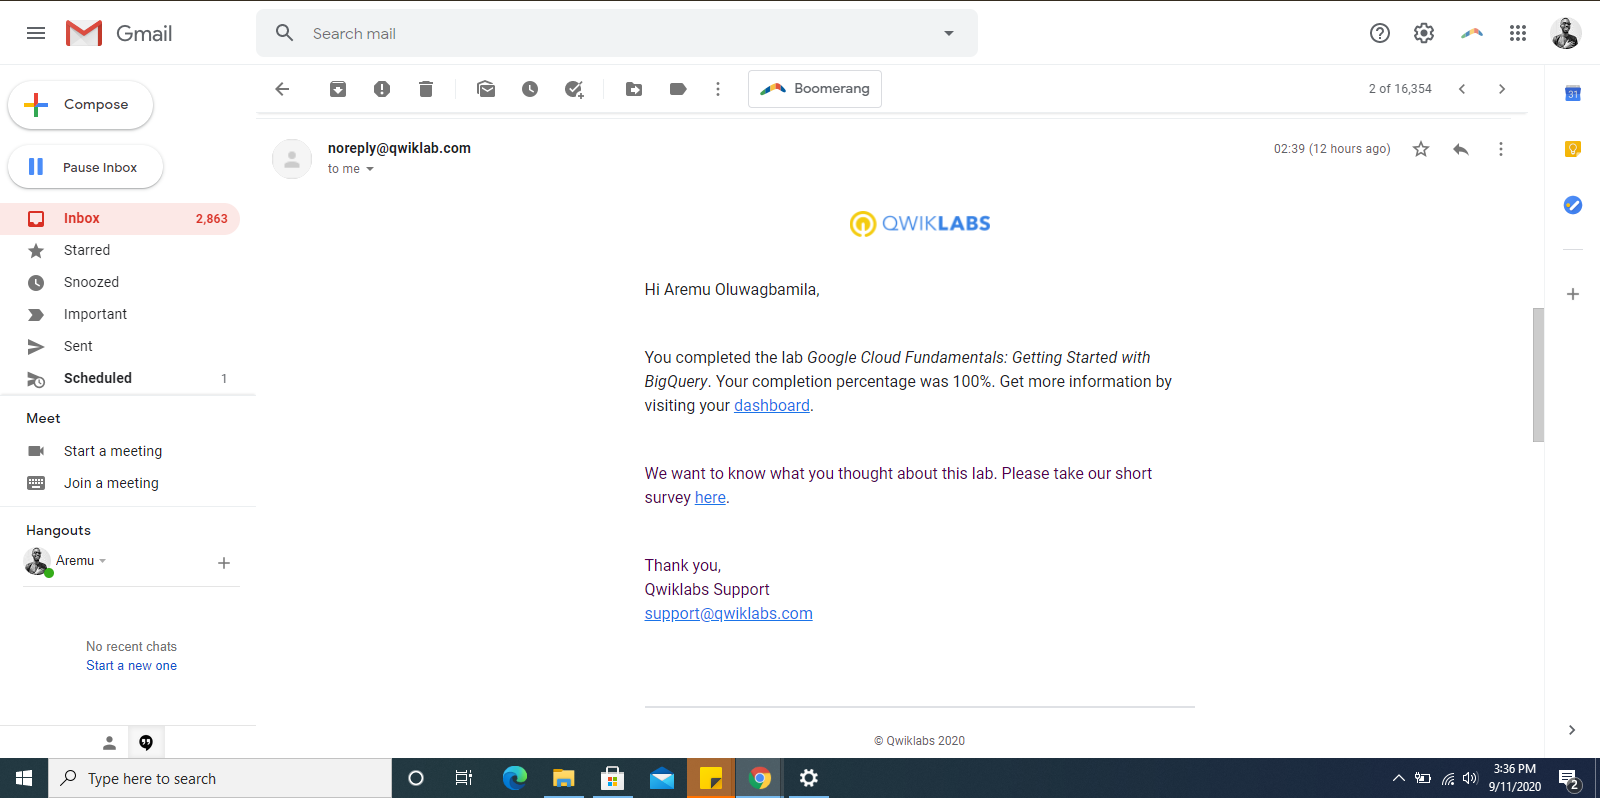 Gmail
Search mail
Compose
Pause Inbox
Inbox 2,863
Starred
Snoozed
Important
Sent
Scheduled 1
Meet
Start a meeting
Join a meeting
Hangouts
Aremu
No recent chats
Start a new one
Boomerang
2 of 16,354
noreply@qwiklab.com
02:39 (12 hours ago)
to me
QWIKLABS
Hi Aremu Oluwagbamila,
You completed the lab Google Cloud Fundamentals: Getting Started with
BigQuery. Your completion percentage was 100%. Get more information by
visiting your dashboard.
We want to know what you thought about this lab. Please take our short
survey here.
Thank you,
Qwiklabs Support
support@qwiklabs.com
© Qwiklabs 2020
31
Type here to search
3:36 PM
9/11/2020
2